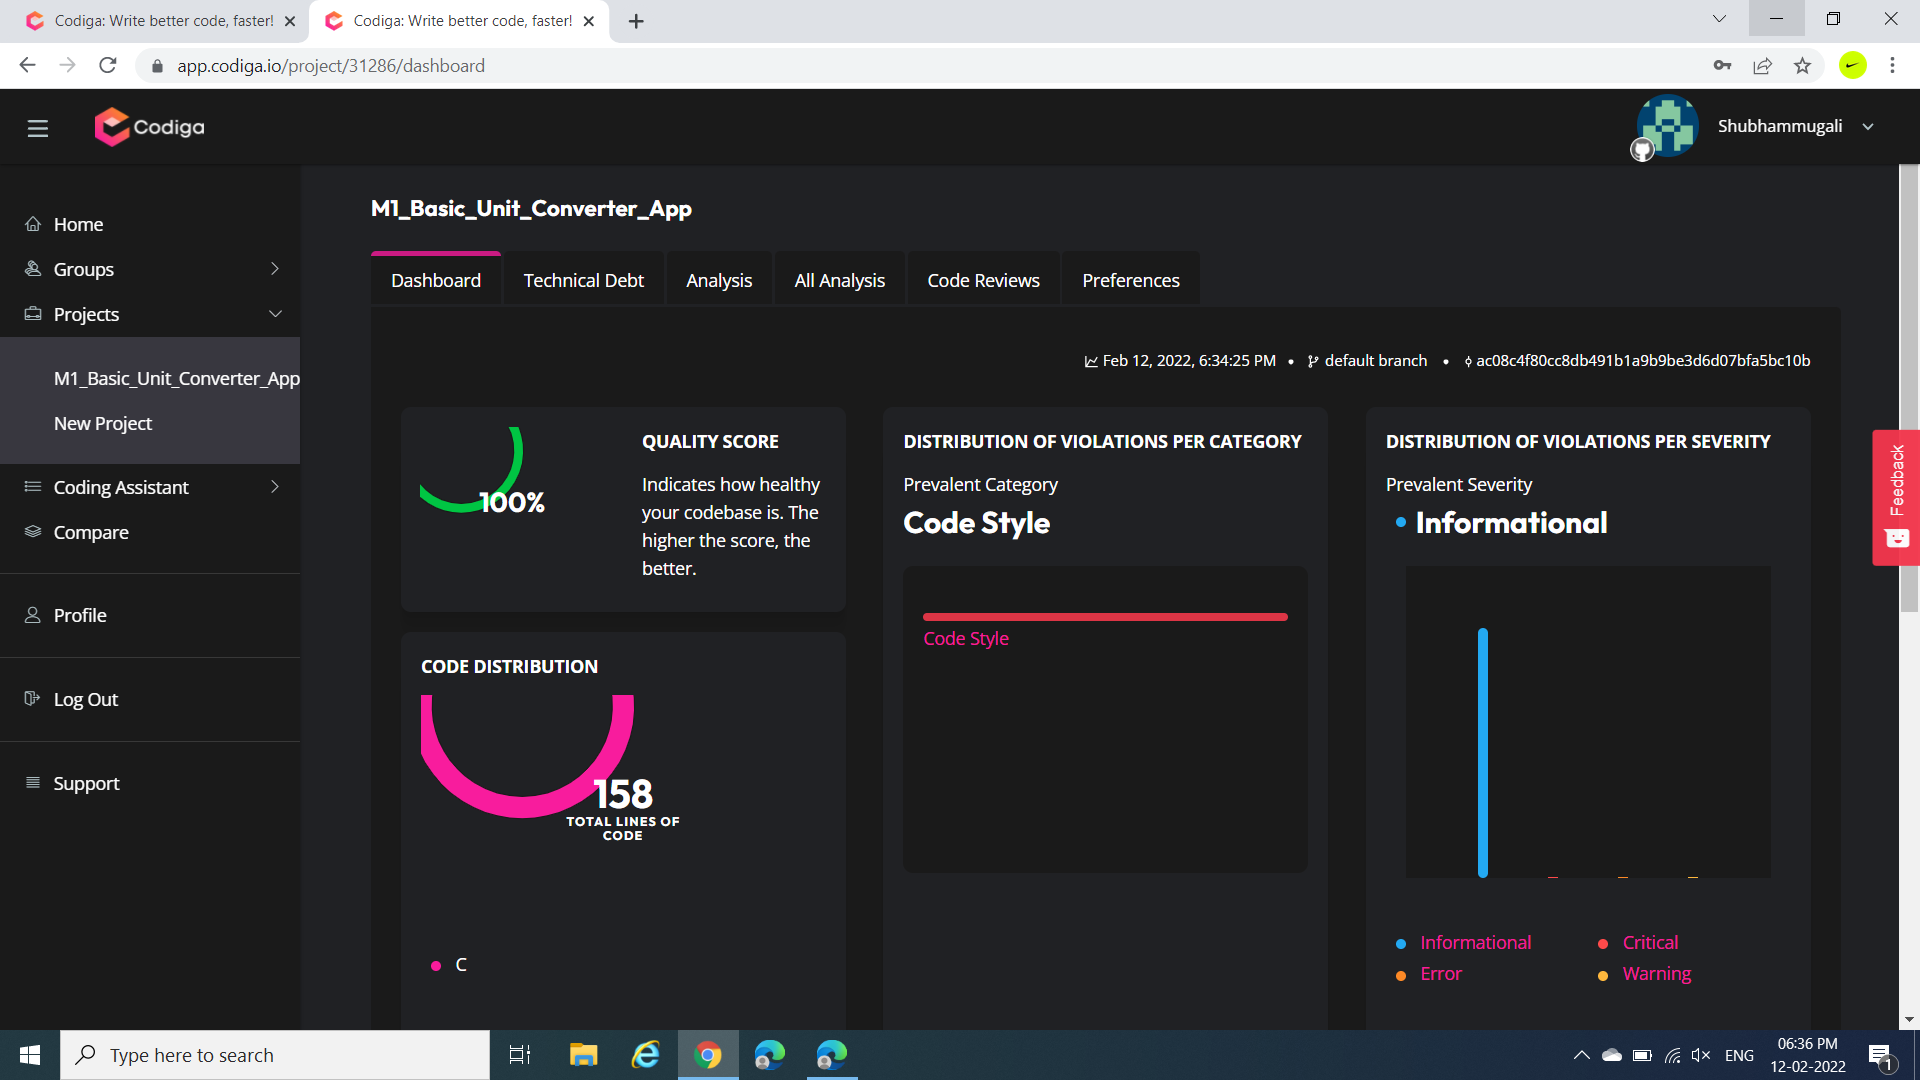 Codiga: Write better code, faster!
Codiga: Write better code, faster!
app.codiga.io/project/31286/dashboard
Codiga
Shubhammugali
Home
Groups
Projects
M1_Basic_Unit_Converter_App
New Project
Coding Assistant
Compare
Profile
Log Out
Support
M1_Basic_Unit_Converter_App
Dashboard
Technical Debt
Analysis
All Analysis
Code Reviews
Preferences
Feb 12, 2022, 6:34:25 PM • default branch • ac08c4f80cc8db491b1a9b9be3d6d07bfa5bc10b
100%
QUALITY SCORE
Indicates how healthy
your codebase is. The
higher the score, the
better.
CODE DISTRIBUTION
158
TOTAL LINES OF
CODE
C
DISTRIBUTION OF VIOLATIONS PER CATEGORY
Prevalent Category
Code Style
Code Style
DISTRIBUTION OF VIOLATIONS PER SEVERITY
Prevalent Severity
Informational
Informational
Critical
Error
Warning
Feedback
Type here to search
ENG
06:36 PM
12-02-2022
1